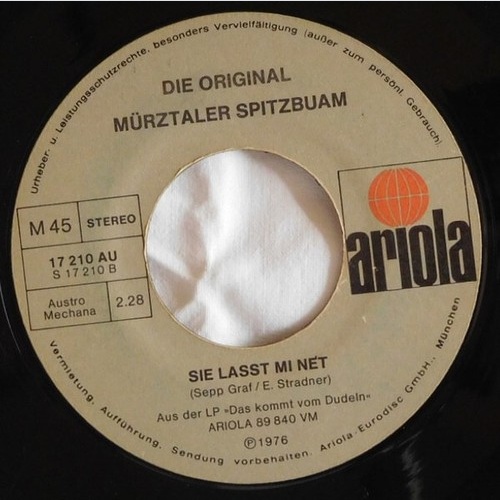 Urheber- u. Leistungsschutzrechte, besonders Vervielfältigung (außer zum persönl. Gebrauch),
DIE ORIGINAL
MÜRZTALER SPITZBUAM
M 45 STEREO
17 210 AU
S 17 210 B
Austro
Mechana
2.28
ariola
SIE LASST MI NET
(Sepp Graf / E. Stradner)
Aus der LP »Das kommt vom Dudeln«
ARIOLA 89 840 VM
Ⓟ 1976
Vermietung, Aufführung, Sendung vorbehalten. Ariola-Eurodisc GmbH., München